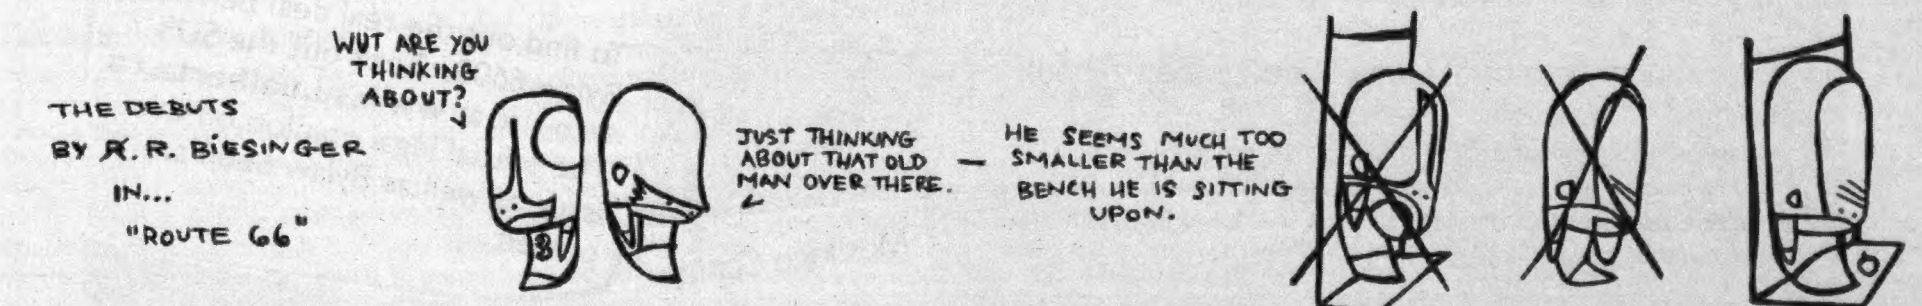 THE DEBUTS
BY R. R. BIESINGER
IN...
"ROUTE 66"
WUT ARE YOU
THINKING
ABOUT?
JUST THINKING
ABOUT THAT OLD
MAN OVER THERE. —
HE SEEMS MUCH TOO
SMALLER THAN THE
BENCH HE IS SITTING
UPON.